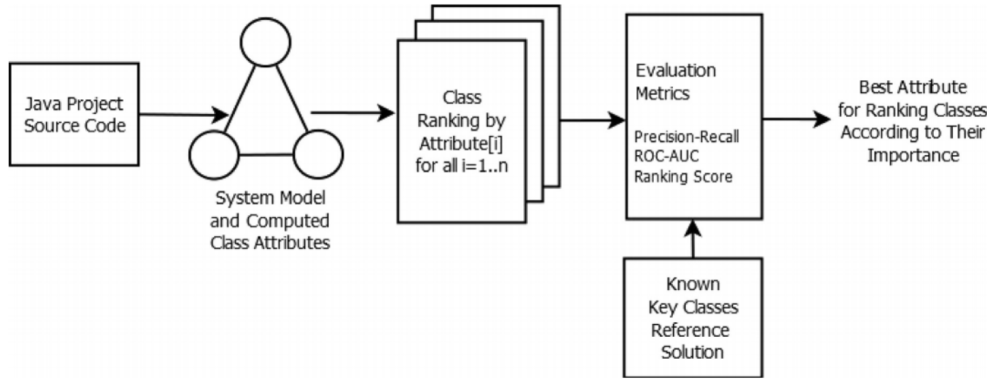 Java Project
Source Code
System Model
and Computed
Class Attributes
Class
Ranking by
Attribute[i]
for all i=1..n
Evaluation
Metrics
Precision-Recall
ROC-AUC
Ranking Score
Known
Key Classes
Reference
Solution
Best Attribute
for Ranking Classes
According to Their
Importance